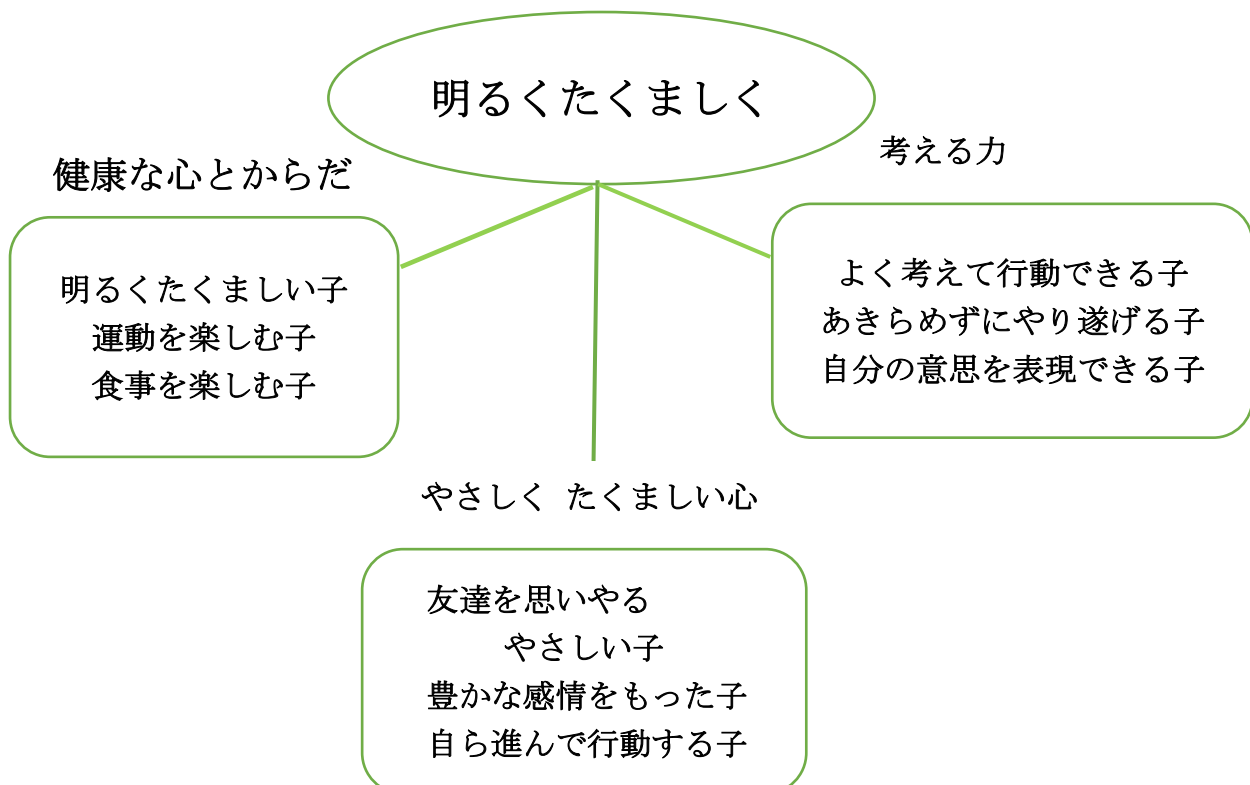 明るくたくましく
健康な心とからだ
明るくたくましい子
運動を楽しむ子
食事を楽しむ子
考える力
よく考えて行動できる子
あきらめずにやり遂げる子
自分の意思を表現できる子
やさしく たくましい心
友達を思いやる
やさしい子
豊かな感情をもった子
自ら進んで行動する子